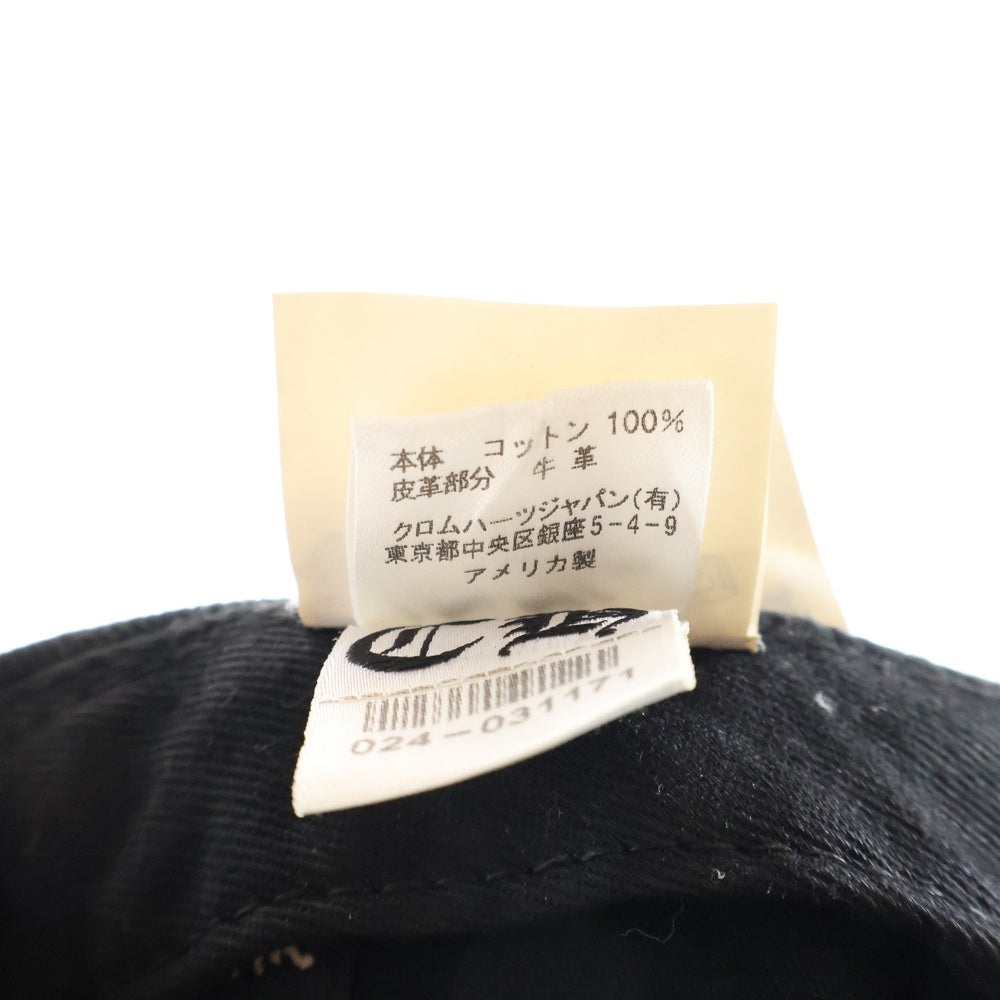 本体 コットン 100%
皮革部分 牛革
クロムハーツジャパン(有)
東京都中央区銀座5-4-9
アメリカ製
CH
024-031171